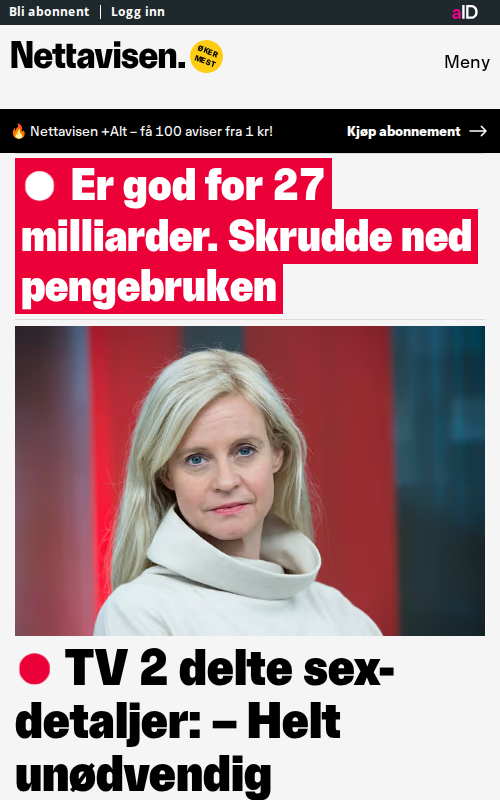 Bli abonnent | Logg inn
aID
Nettavisen.
ØKER
MEST
Meny
🔥 Nettavisen +Alt – få 100 aviser fra 1 kr!
Kjøp abonnement →
Er god for 27
milliarder. Skrudde ned
pengebruken
TV 2 delte sex-
detaljer: – Helt
unødvendig